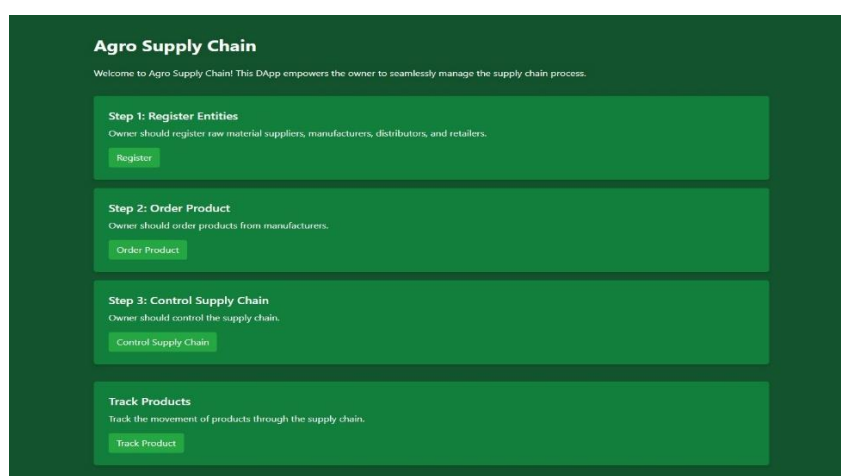 Agro Supply Chain
Welcome to Agro Supply Chain! This DApp empowers the owner to seamlessly manage the supply chain process.
Step 1: Register Entities
Owner should register raw material suppliers, manufacturers, distributors, and retailers.
Register
Step 2: Order Product
Owner should order products from manufacturers.
Order Product
Step 3: Control Supply Chain
Owner should control the supply chain.
Control Supply Chain
Track Products
Track the movement of products through the supply chain.
Track Product